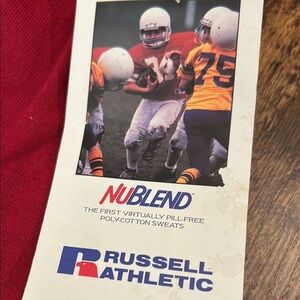 75
NUBLEND
THE FIRST VIRTUALLY PILL-FREE
POLY-COTTON SWEATS
RUSSELL
ATHLETIC